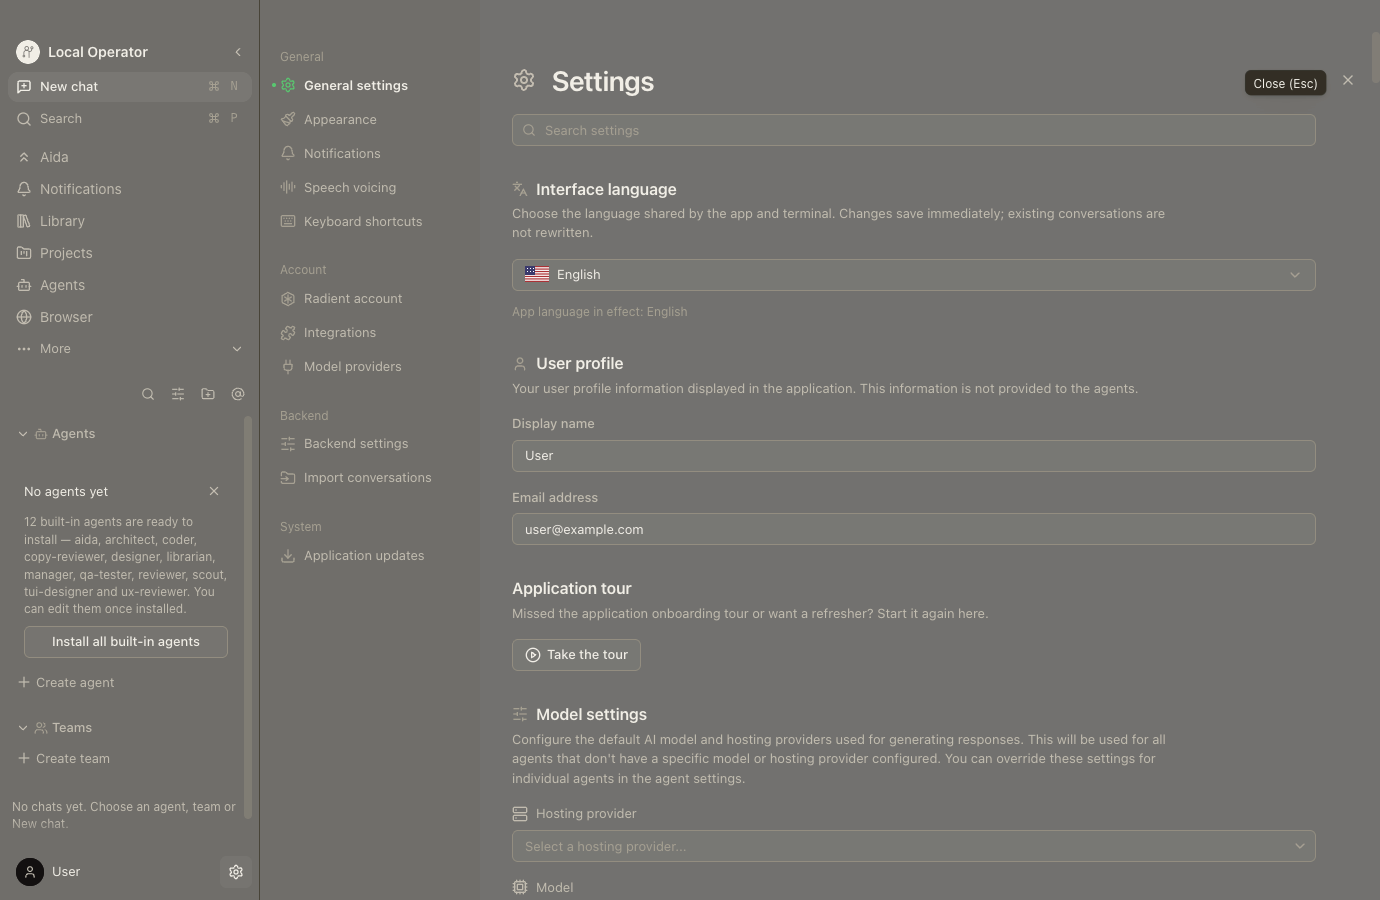 Local Operator
New chat ⌘ N
Search ⌘ P
Aida
Notifications
Library
Projects
Agents
Browser
More
Agents
No agents yet
12 built-in agents are ready to
install — aida, architect, coder,
copy-reviewer, designer, librarian,
manager, qa-tester, reviewer, scout,
tui-designer and ux-reviewer. You
can edit them once installed.
Install all built-in agents
Create agent
Teams
Create team
No chats yet. Choose an agent, team or
New chat.
User
General
General settings
Appearance
Notifications
Speech voicing
Keyboard shortcuts
Account
Radient account
Integrations
Model providers
Backend
Backend settings
Import conversations
System
Application updates
Settings
Close (Esc)
Search settings
Interface language
Choose the language shared by the app and terminal. Changes save immediately; existing conversations are
not rewritten.
English
App language in effect: English
User profile
Your user profile information displayed in the application. This information is not provided to the agents.
Display name
User
Email address
user@example.com
Application tour
Missed the application onboarding tour or want a refresher? Start it again here.
Take the tour
Model settings
Configure the default AI model and hosting providers used for generating responses. This will be used for all
agents that don't have a specific model or hosting provider configured. You can override these settings for
individual agents in the agent settings.
Hosting provider
Select a hosting provider...
Model